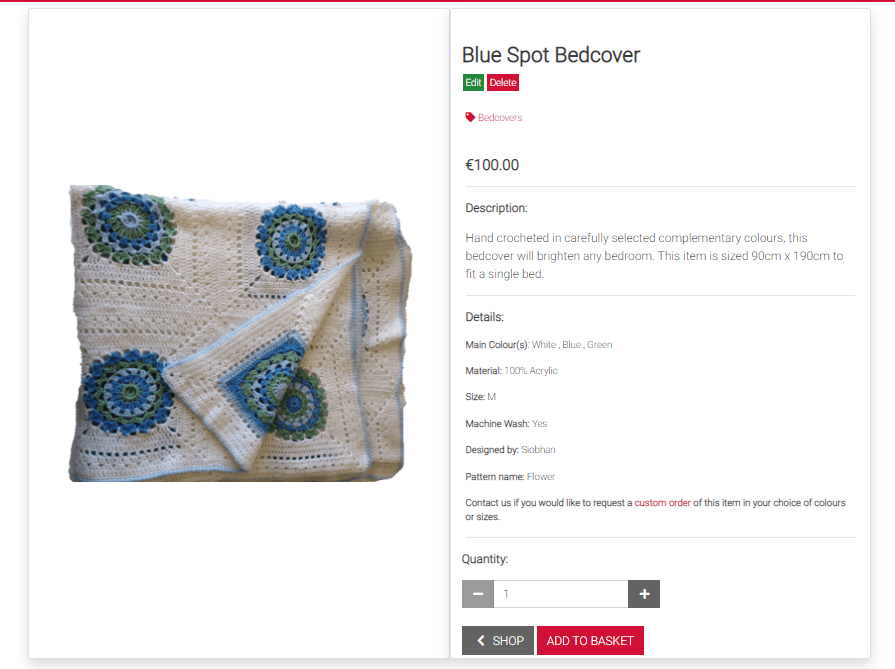 Blue Spot Bedcover
Edit Delete
Bedcovers
€100.00
Description:
Hand crocheted in carefully selected complementary colours, this
bedcover will brighten any bedroom. This item is sized 90cm x 190cm to
fit a single bed.
Details:
Main Colour(s): White , Blue , Green
Material: 100% Acrylic
Size: M
Machine Wash: Yes
Designed by: Siobhan
Pattern name: Flower
Contact us if you would like to request a custom order of this item in your choice of colours
or sizes.
Quantity:
1
SHOP ADD TO BASKET